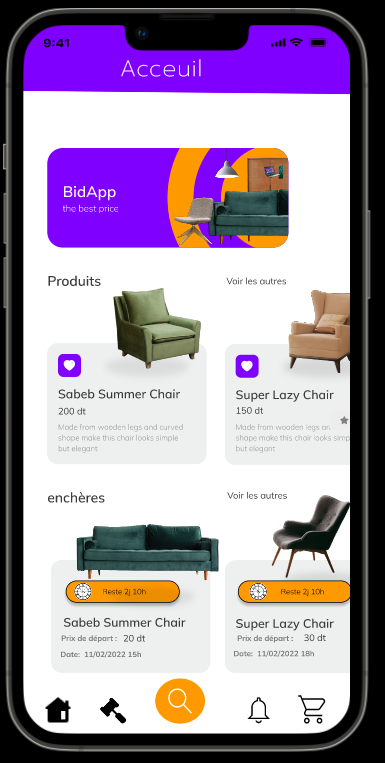 9:41
Acceuil
BidApp
the best price
Produits
Voir les autres
Sabeb Summer Chair
200 dt
Made from wooden legs and curved
shape make this chair looks simple
but elegant
Super Lazy Chair
150 dt
Made from wooden legs an
shape make this chair looks simp
but elegant
enchères
Voir les autres
Reste 2j 10h
Sabeb Summer Chair
Prix de départ : 20 dt
Date: 11/02/2022 15h
Reste 2j 10h
Super Lazy Chair
Prix de départ : 30 dt
Date: 11/02/2022 18h